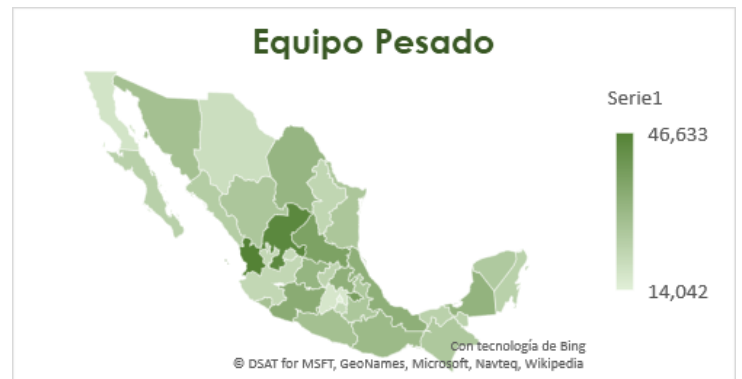 Equipo Pesado
Serie1
46,633
14,042
Con tecnología de Bing
© DSAT for MSFT, GeoNames, Microsoft, Navteq, Wikipedia